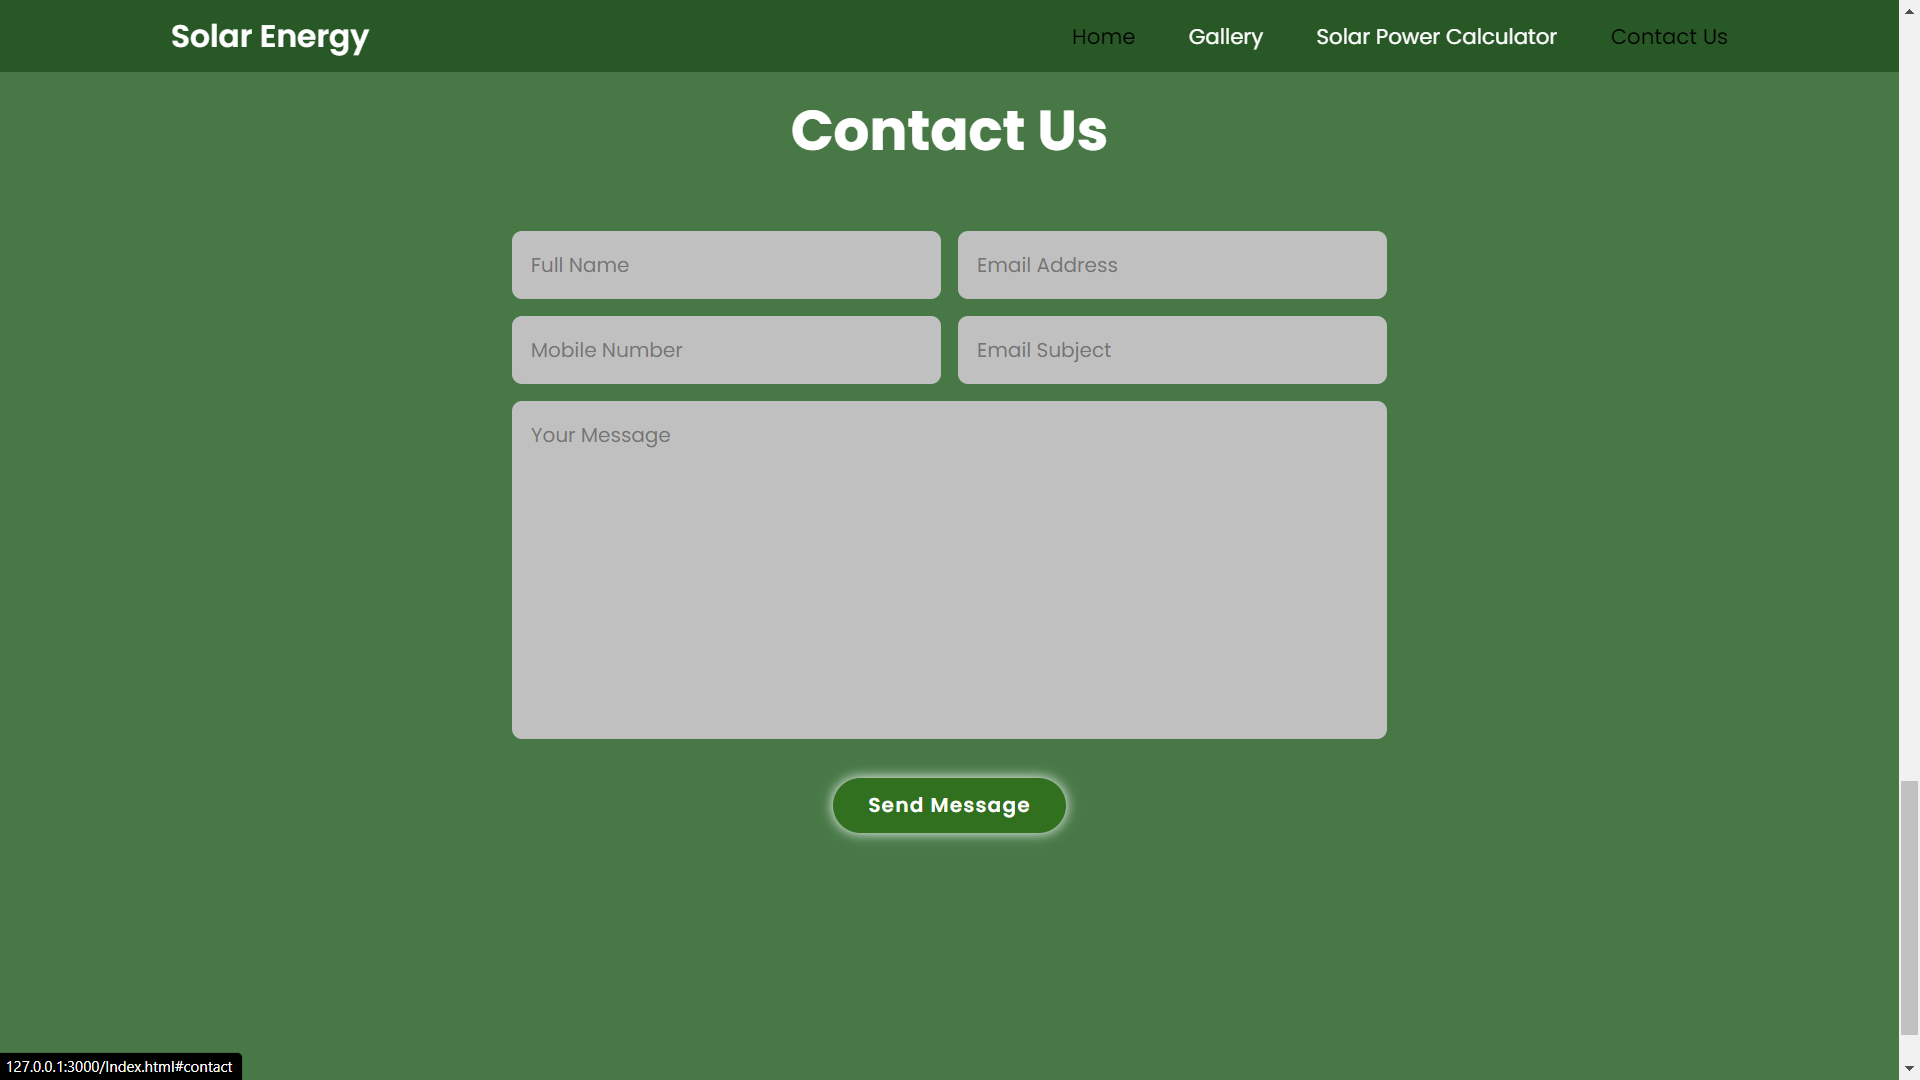 Solar Energy
Home Gallery Solar Power Calculator Contact Us
Contact Us
Full Name Email Address
Mobile Number Email Subject
Your Message
Send Message
127.0.0.1:3000/Index.html#contact